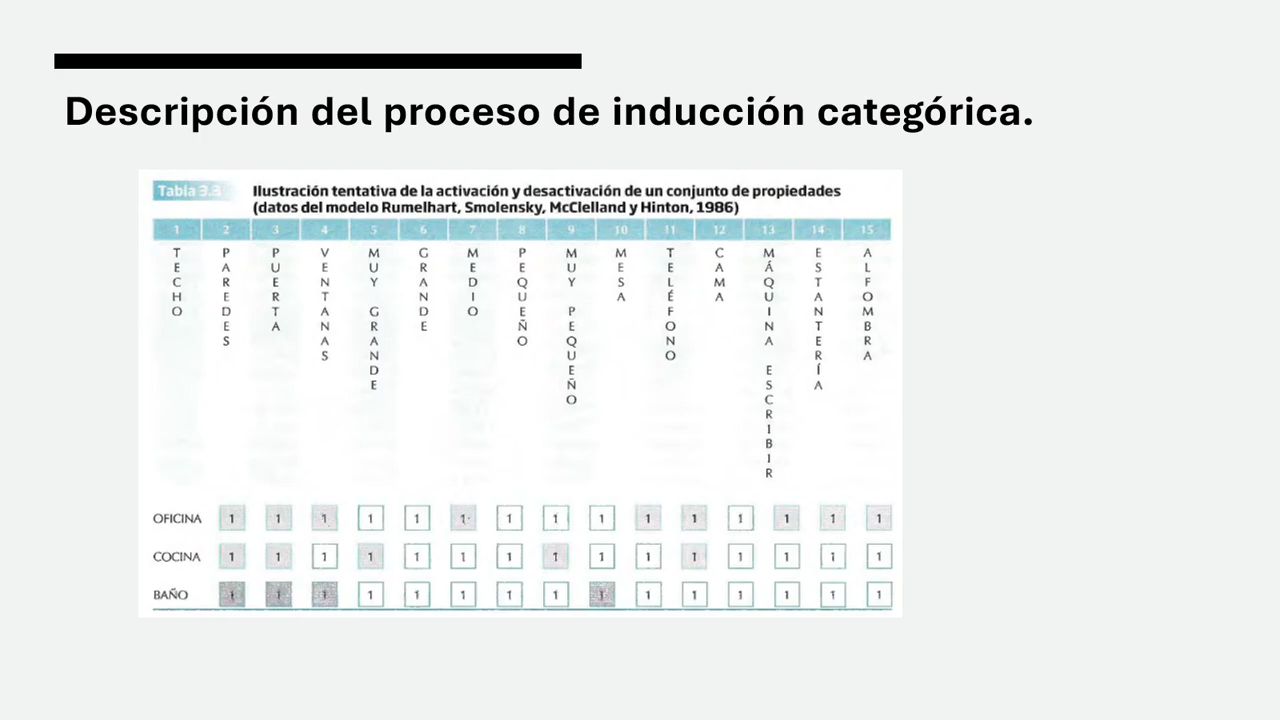 Descripción del proceso de inducción categórica.
Tabla 3.3 Ilustración tentativa de la activación y desactivación de un conjunto de propiedades
(datos del modelo Rumelhart, Smolensky, McClelland y Hinton, 1986)
1 2 3 4 5 6 7 8 9 10 11 12 13 14 15
TECHO
PAREDES
PUERTA
VENTANAS
MUY GRANDE
GRANDE
MEDIO
PEQUEÑO
MUY PEQUEÑO
MESA
TELÉFONO
CAMA
MÁQUINA ESCRIBIR
ESTANTERÍA
ALFOMBRA
OFICINA 1 1 1 1 1 1 1 1 1 1 1 1 1 1 1
COCINA 1 1 1 1 1 1 1 1 1 1 1 1 1 1 1
BAÑO 1 1 1 1 1 1 1 1 1 1 1 1 1 1 1